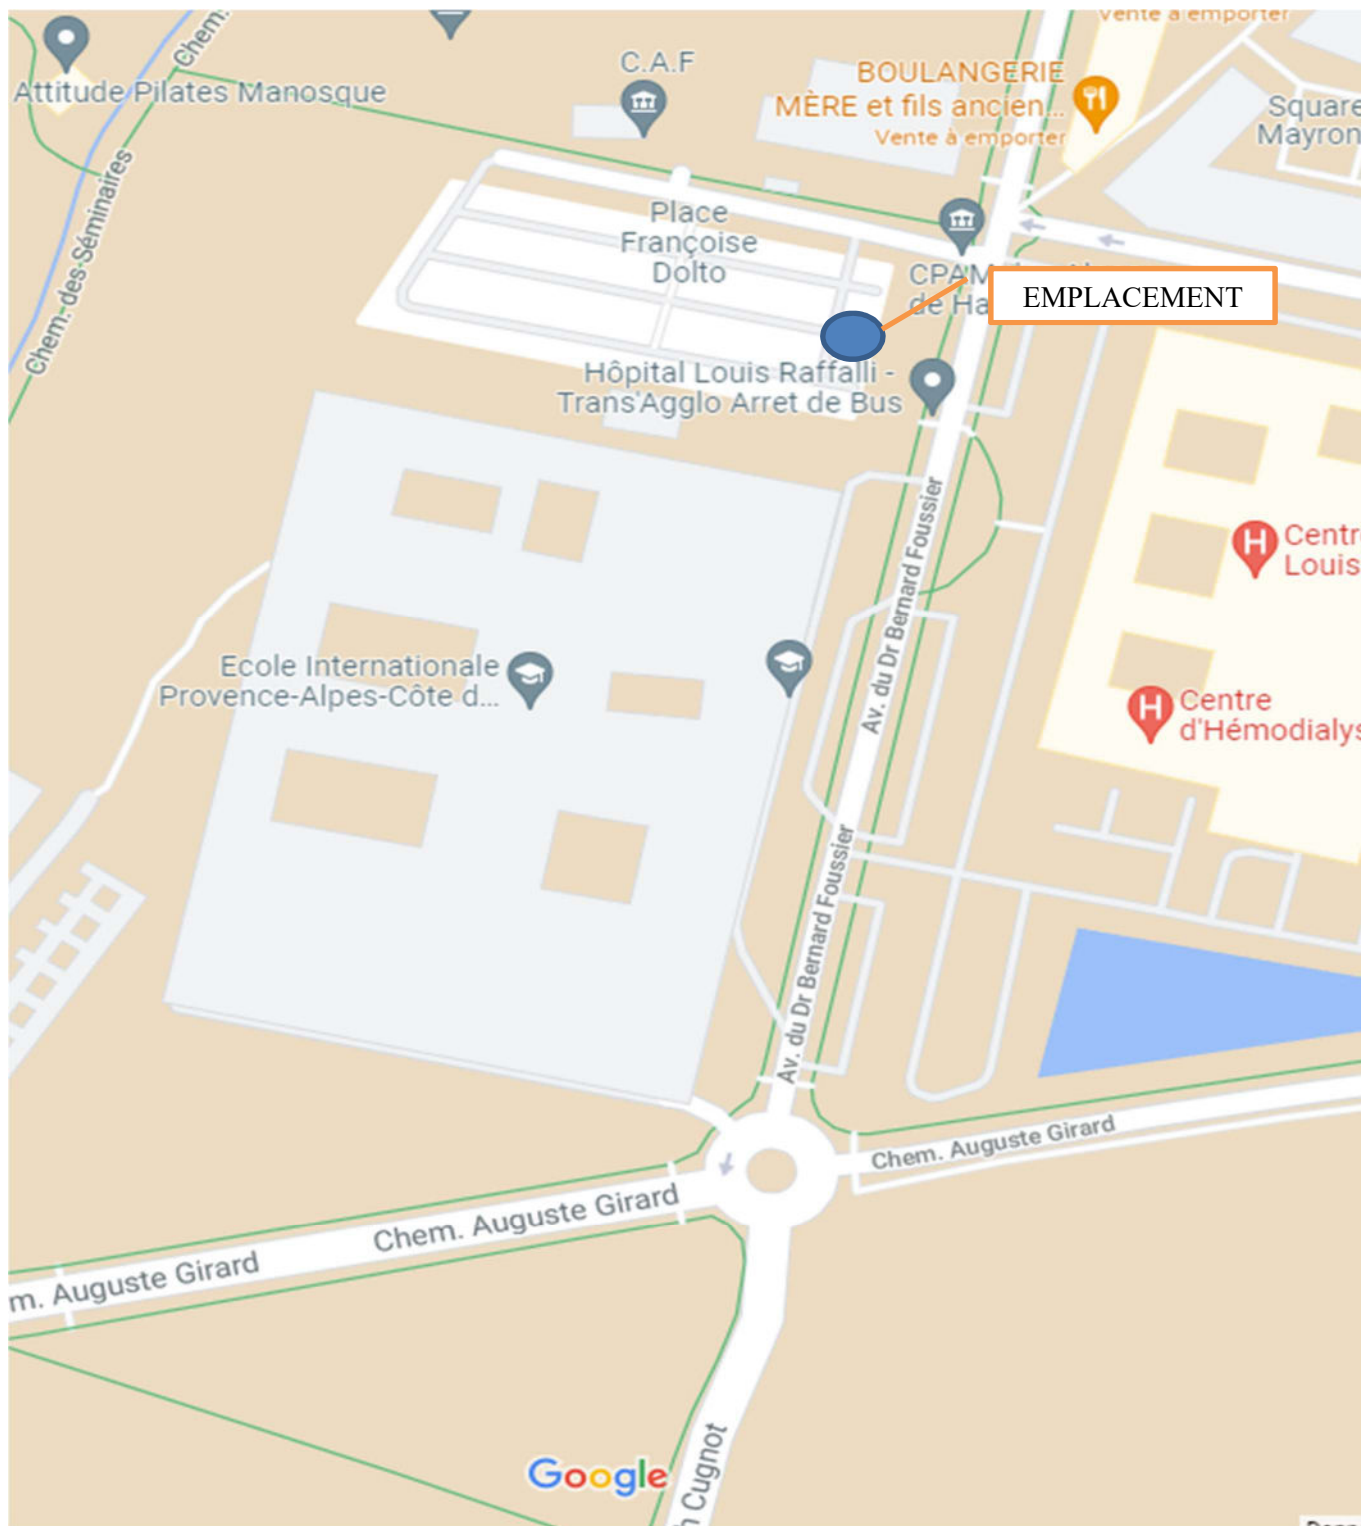 Vente à emporter
Chem.
C.A.F
BOULANGERIE
MÈRE et fils ancien...
Vente à emporter
Attitude Pilates Manosque
Square
Mayron
Chem. des Séminaires
Place
Françoise
Dolto
CPAM
de Ha
EMPLACEMENT
Hôpital Louis Raffalli -
Trans'Agglo Arret de Bus
Av. du Dr Bernard Foussier
Centr
Louis
Ecole Internationale
Provence-Alpes-Côte d...
Centre
d'Hémodialys
Av. du Dr Bernard Foussier
Chem. Auguste Girard
Chem. Auguste Girard
m. Auguste Girard
Google
Cugnot